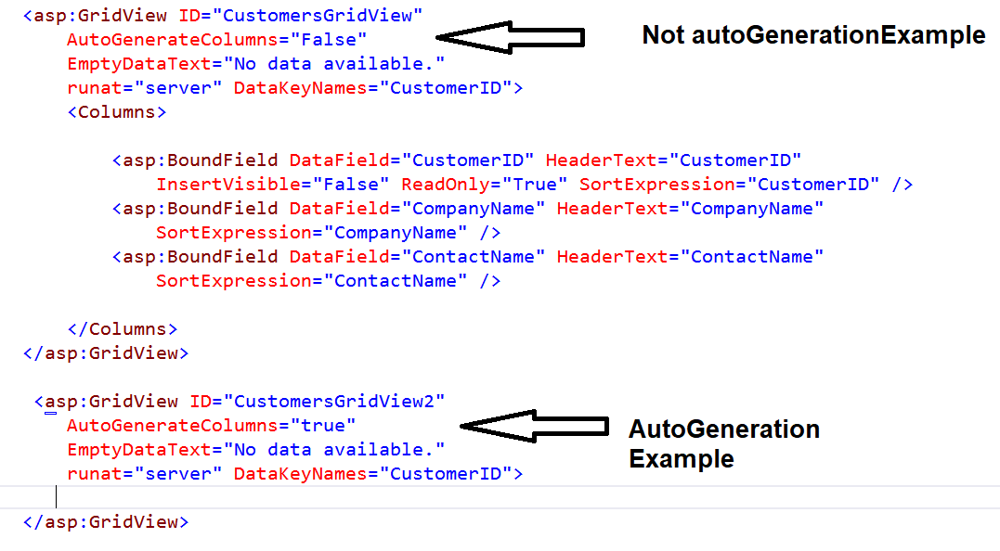 <asp:GridView ID="CustomersGridView"
AutoGenerateColumns="False"
Not autoGenerationExample
EmptyDataText="No data available."
runat="server" DataKeyNames="CustomerID">
<Columns>
<asp:BoundField DataField="CustomerID" HeaderText="CustomerID"
InsertVisible="False" ReadOnly="True" SortExpression="CustomerID" />
<asp:BoundField DataField="CompanyName" HeaderText="CompanyName"
SortExpression="CompanyName" />
<asp:BoundField DataField="ContactName" HeaderText="ContactName"
SortExpression="ContactName" />
</Columns>
</asp:GridView>
<asp:GridView ID="CustomersGridView2"
AutoGenerateColumns="true"
AutoGeneration
Example
EmptyDataText="No data available."
runat="server" DataKeyNames="CustomerID">
</asp:GridView>